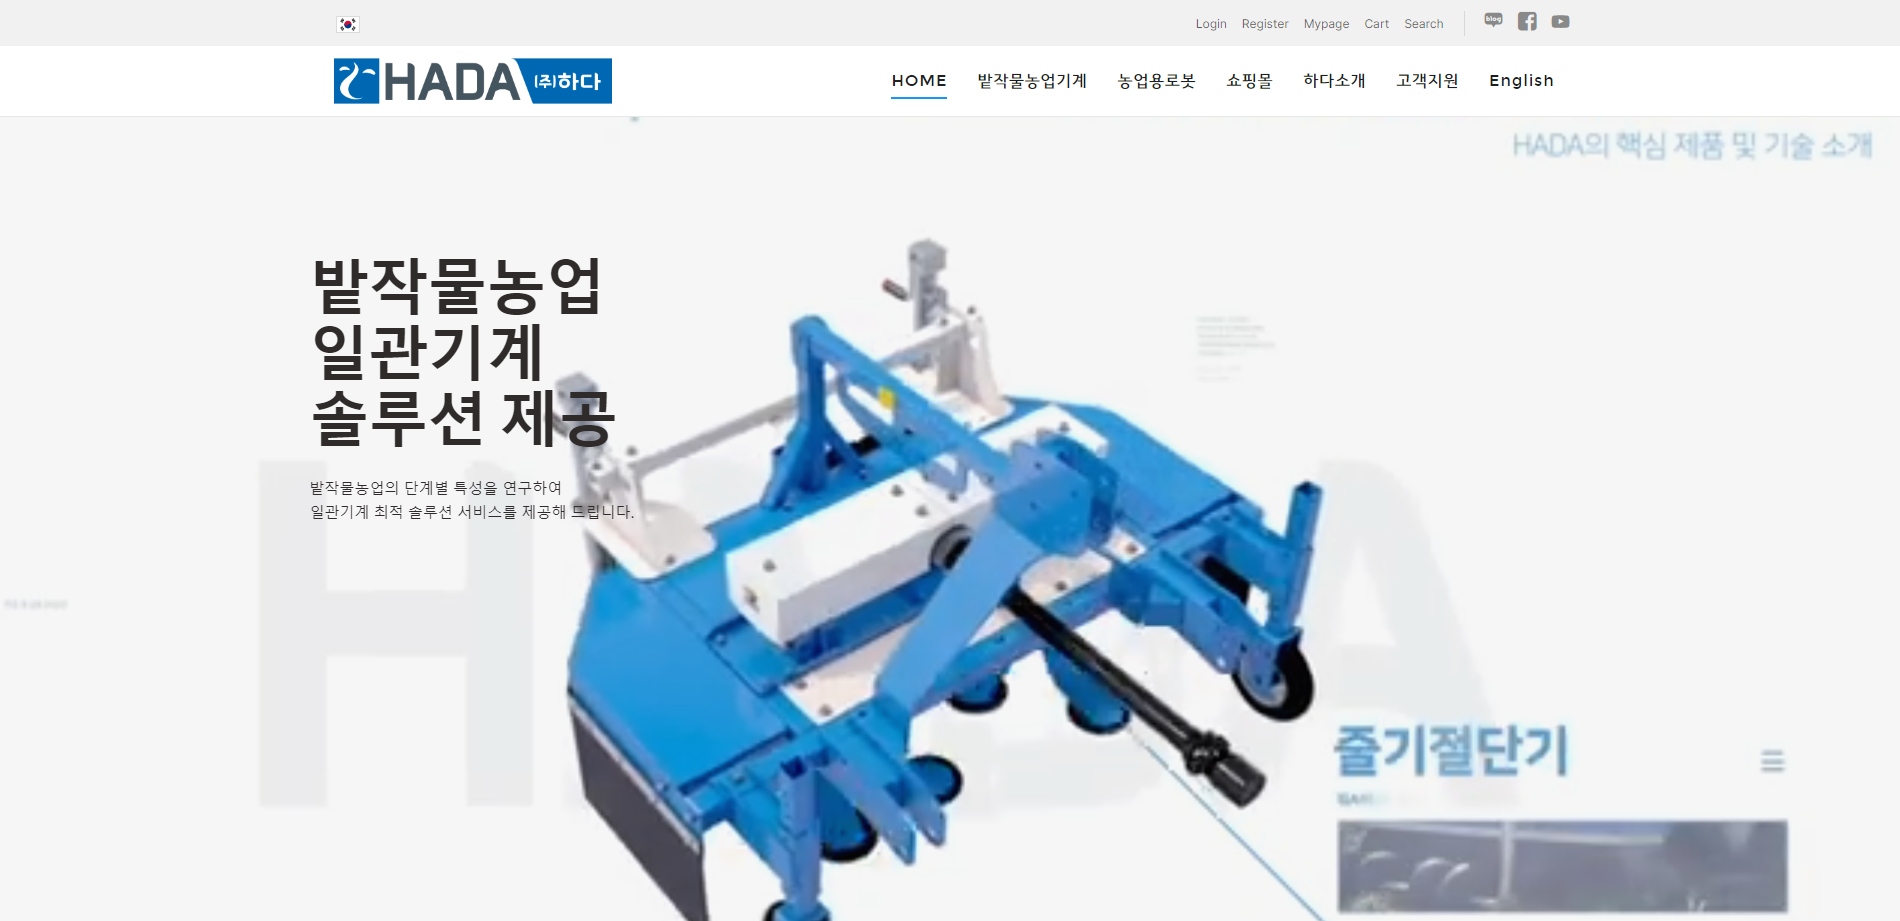 Login Register Mypage Cart Search
blog
HADA (주)하다
HOME 밭작물농업기계 농업용로봇 쇼핑몰 하다소개 고객지원 English
HADA의 핵심 제품 및 기술 소개
밭작물농업
일관기계
솔루션 제공
밭작물농업의 단계별 특성을 연구하여
일관기계 최적 솔루션 서비스를 제공해 드립니다.
HADA
줄기절단기